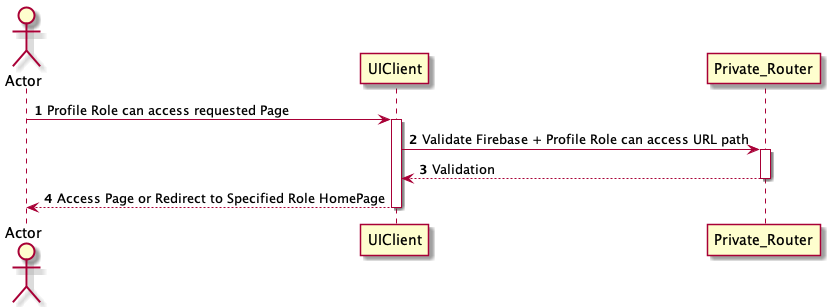 Actor
UIClient
Private_Router
1 Profile Role can access requested Page
2 Validate Firebase + Profile Role can access URL path
3 Validation
4 Access Page or Redirect to Specified Role HomePage
Actor
UIClient
Private_Router